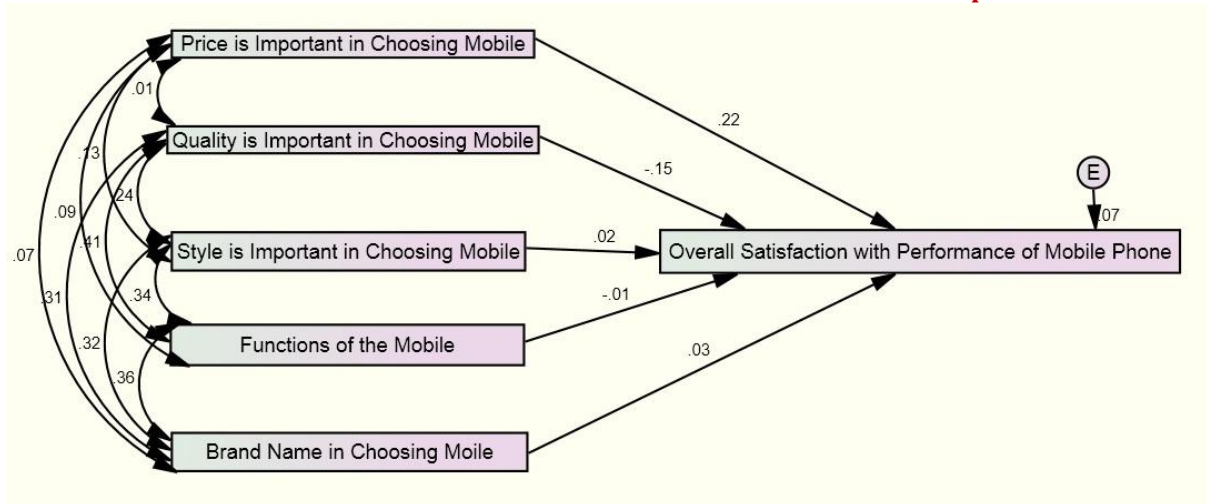 Price is Important in Choosing Mobile
.01
.22
Quality is Important in Choosing Mobile
-.15
E
.07
.13
.24
.09
.07
.41
Style is Important in Choosing Mobile
.02
Overall Satisfaction with Performance of Mobile Phone
.31
.34
-.01
.32
Functions of the Mobile
.03
.36
Brand Name in Choosing Moile